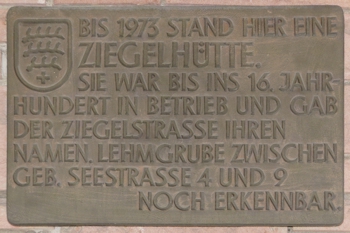 BIS 1973 STAND HIER EINE
ZIEGELHÜTTE.
SIE WAR BIS INS 16. JAHR-
HUNDERT IN BETRIEB UND GAB
DER ZIEGELSTRASSE IHREN
NAMEN. LEHMGRUBE ZWISCHEN
GEB. SEESTRASSE 4 UND 9
NOCH ERKENNBAR.